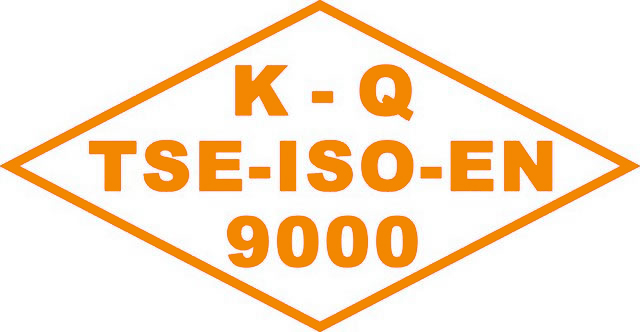 K - Q
TSE-ISO-EN
9000